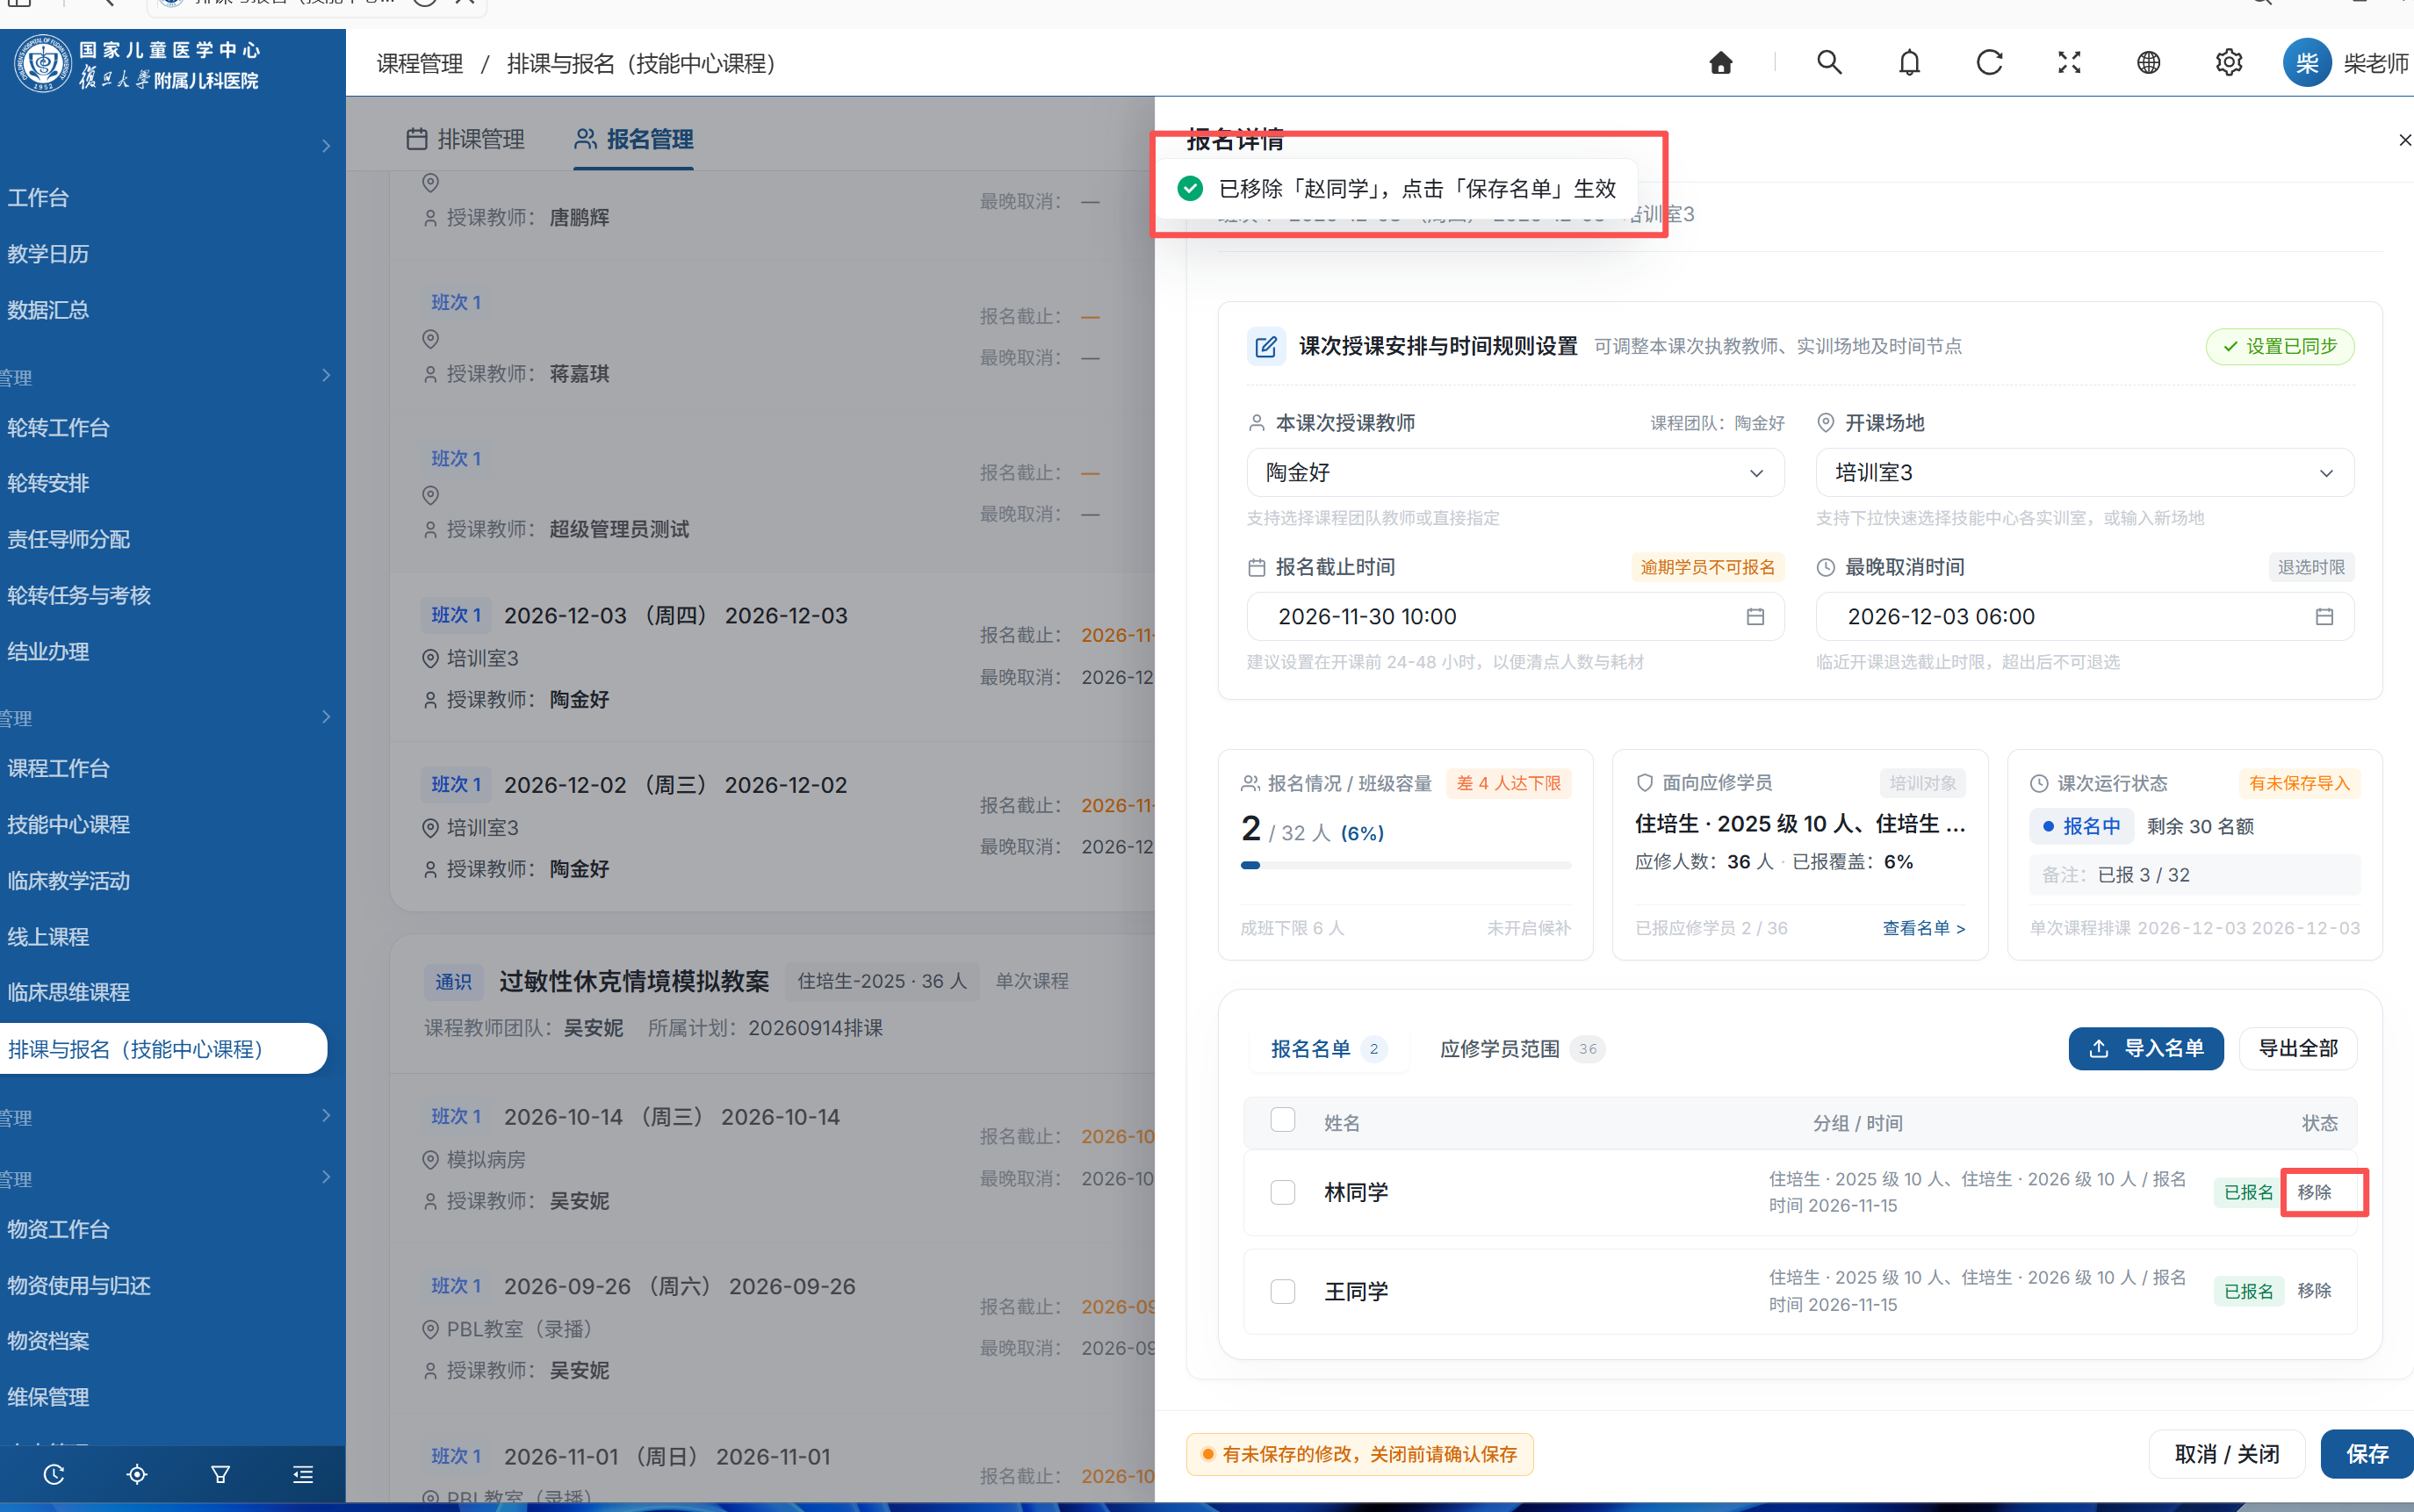 国家儿童医学中心
復旦大學附属儿科医院
1952
课程管理 / 排课与报名（技能中心课程）
柴 柴老师
工作台
教学日历
数据汇总
管理
轮转工作台
轮转安排
责任导师分配
轮转任务与考核
结业办理
管理
课程工作台
技能中心课程
临床教学活动
线上课程
临床思维课程
排课与报名（技能中心课程）
管理
管理
物资工作台
物资使用与归还
物资档案
维保管理
排课管理
报名管理
最晚取消： —
授课教师： 唐鹏辉
班次 1
报名截止： —
最晚取消： —
授课教师： 蒋嘉琪
班次 1
报名截止： —
最晚取消： —
授课教师： 超级管理员测试
班次 1 2026-12-03 （周四） 2026-12-03
报名截止： 2026-11-
培训室3
最晚取消： 2026-12
授课教师： 陶金好
班次 1 2026-12-02 （周三） 2026-12-02
报名截止： 2026-11-
培训室3
最晚取消： 2026-12
授课教师： 陶金好
通识 过敏性休克情境模拟教案 住培生-2025 · 36 人 单次课程
课程教师团队： 吴安妮 所属计划： 20260914排课
班次 1 2026-10-14 （周三） 2026-10-14
报名截止： 2026-10
模拟病房
最晚取消： 2026-10
授课教师： 吴安妮
班次 1 2026-09-26 （周六） 2026-09-26
报名截止： 2026-09
PBL教室（录播）
最晚取消： 2026-09
授课教师： 吴安妮
班次 1 2026-11-01 （周日） 2026-11-01
报名截止： 2026-10
PBL教室（录播）
报名详情
已移除「赵同学」，点击「保存名单」生效
培训室3
课次授课安排与时间规则设置 可调整本课次执教教师、实训场地及时间节点 设置已同步
本课次授课教师 课程团队：陶金好
陶金好
支持选择课程团队教师或直接指定
开课场地
培训室3
支持下拉快速选择技能中心各实训室，或输入新场地
报名截止时间 逾期学员不可报名
2026-11-30 10:00
建议设置在开课前 24-48 小时，以便清点人数与耗材
最晚取消时间 退选时限
2026-12-03 06:00
临近开课退选截止时限，超出后不可退选
报名情况 / 班级容量 差 4 人达下限
2 / 32 人 (6%)
成班下限 6 人 未开启候补
面向应修学员 培训对象
住培生 · 2025 级 10 人、住培生 ...
应修人数：36 人 · 已报覆盖：6%
已报应修学员 2 / 36 查看名单 >
课次运行状态 有未保存导入
报名中 剩余 30 名额
备注： 已报 3 / 32
单次课程排课 2026-12-03 2026-12-03
报名名单 2 应修学员范围 36 导入名单 导出全部
姓名 分组 / 时间 状态
林同学 住培生 · 2025 级 10 人、住培生 · 2026 级 10 人 / 报名
时间 2026-11-15 已报名 移除
王同学 住培生 · 2025 级 10 人、住培生 · 2026 级 10 人 / 报名
时间 2026-11-15 已报名 移除
有未保存的修改，关闭前请确认保存
取消 / 关闭 保存